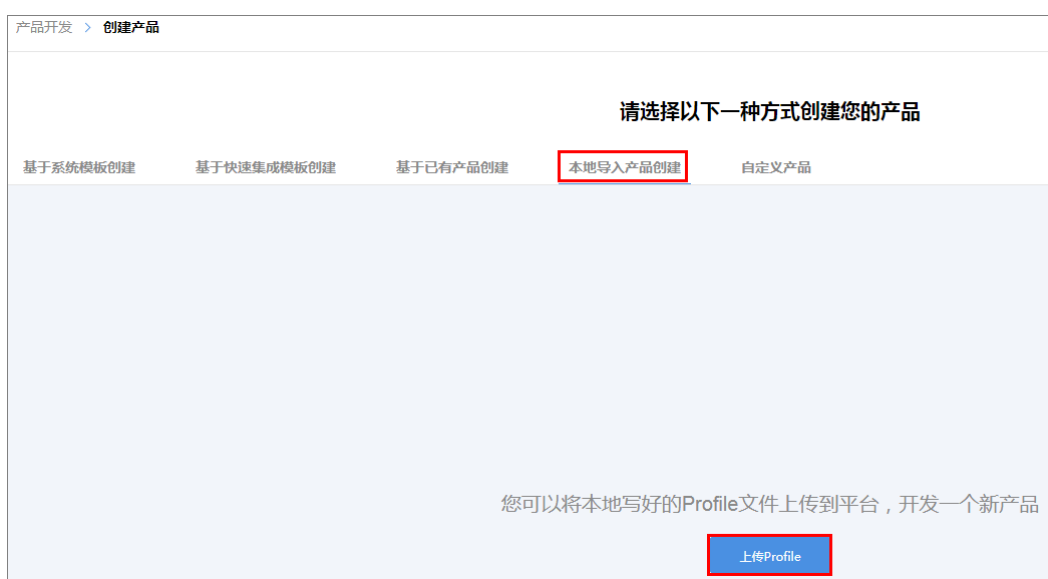 产品开发 > 创建产品
请选择以下一种方式创建您的产品
基于系统模板创建 基于快速集成模板创建 基于已有产品创建 本地导入产品创建 自定义产品
您可以将本地写好的Profile文件上传到平台，开发一个新产品
上传Profile